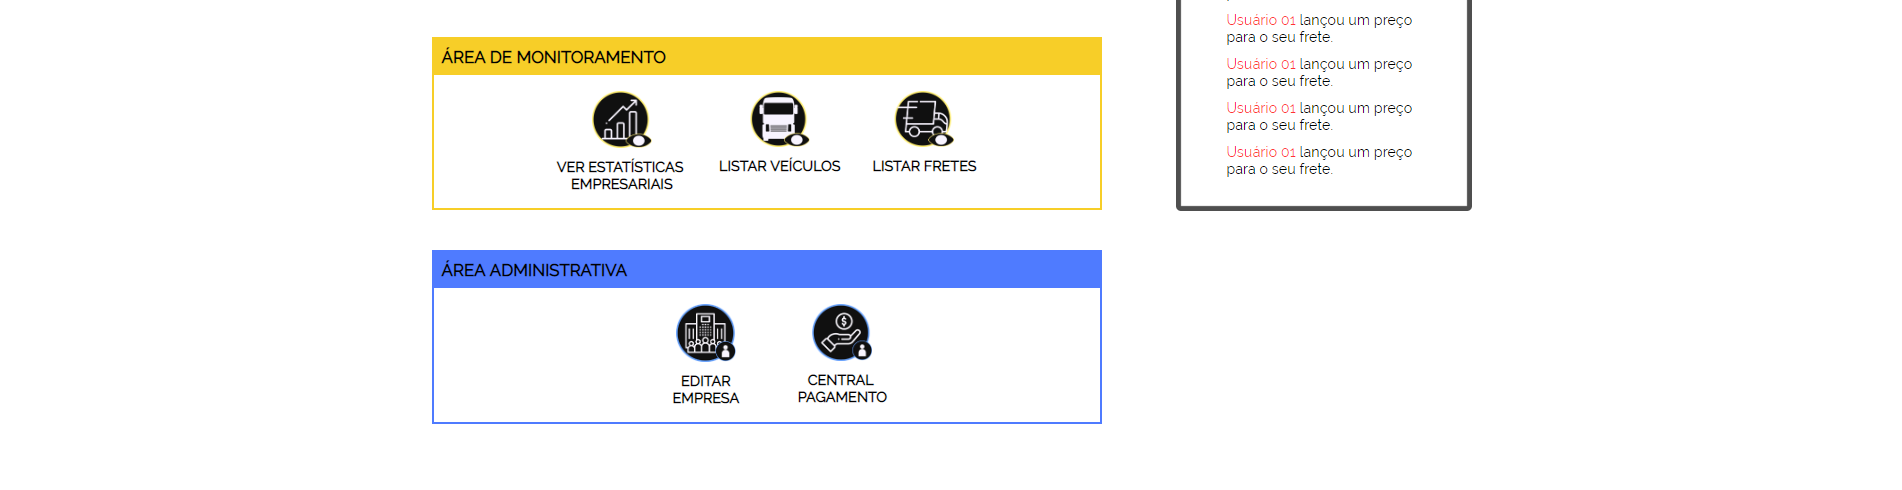 ÁREA DE MONITORAMENTO
VER ESTATÍSTICAS
EMPRESARIAIS
LISTAR VEÍCULOS
LISTAR FRETES
ÁREA ADMINISTRATIVA
EDITAR
EMPRESA
CENTRAL
PAGAMENTO
Usuário 01 lançou um preço
para o seu frete.
Usuário 01 lançou um preço
para o seu frete.
Usuário 01 lançou um preço
para o seu frete.
Usuário 01 lançou um preço
para o seu frete.